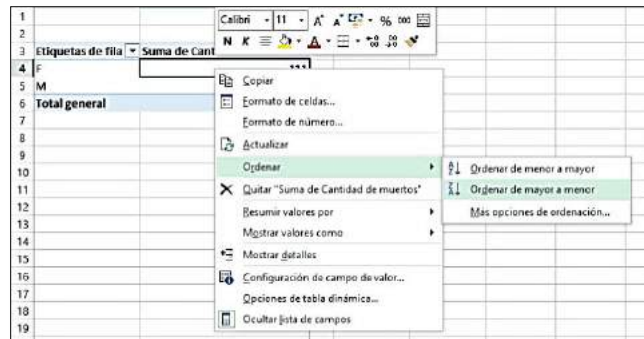 Calibri 11 A A % 000
N K A
1
2
3 Etiquetas de fila Suma de Cant
4 F 111
5 M
6 Total general
7
8
9
10
11
12
13
14
15
16
17
18
19
Copiar
Formato de celdas...
Formato de número...
Actualizar
Ordenar
Quitar "Suma de Cantidad de muertos"
Resumir valores por
Mostrar valores como
Mostrar detalles
Configuración de campo de valor...
Opciones de tabla dinámica...
Ocultar lista de campos
Ordenar de menor a mayor
Ordenar de mayor a menor
Más opciones de ordenación...